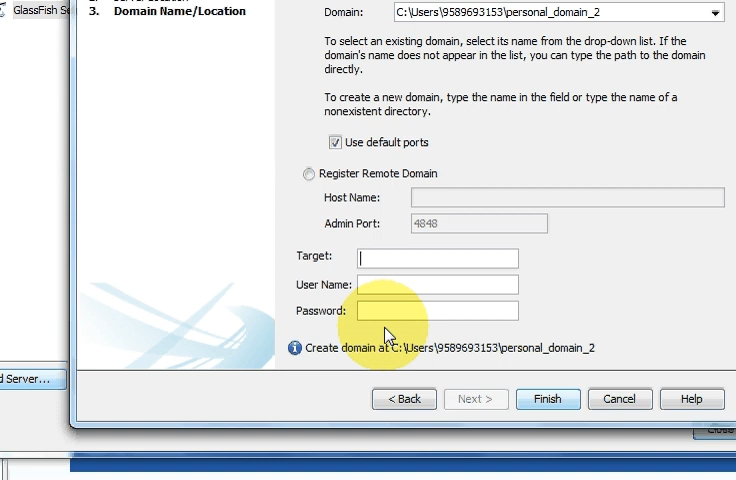 GlassFish Se
3. Domain Name/Location
Domain: C:\Users\9589693153\personal_domain_2
To select an existing domain, select its name from the drop-down list. If the
domain's name does not appear in the list, you can type the path to the domain
directly.
To create a new domain, type the name in the field or type the name of a
nonexistent directory.
Use default ports
Register Remote Domain
Host Name:
Admin Port: 4848
Target:
User Name:
Password:
Create domain at C:\Users\9589693153\personal_domain_2
d Server...
< Back Next > Finish Cancel Help
Close